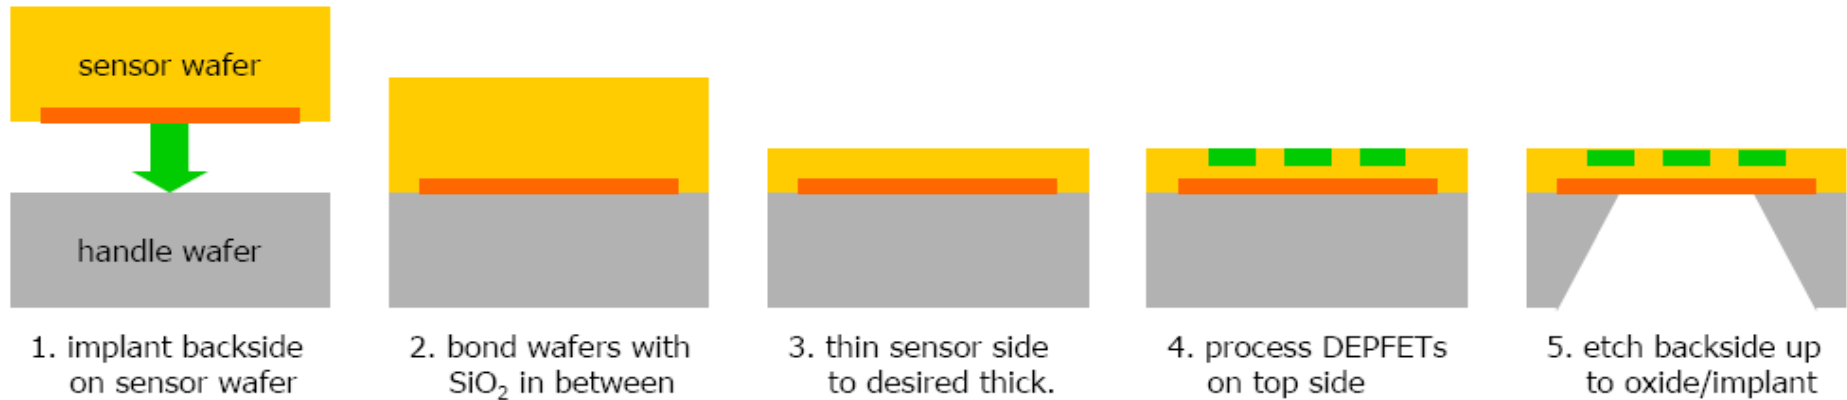 sensor wafer
handle wafer
1. implant backside
on sensor wafer
2. bond wafers with
SiO₂ in between
3. thin sensor side
to desired thick.
4. process DEPFETs
on top side
5. etch backside up
to oxide/implant